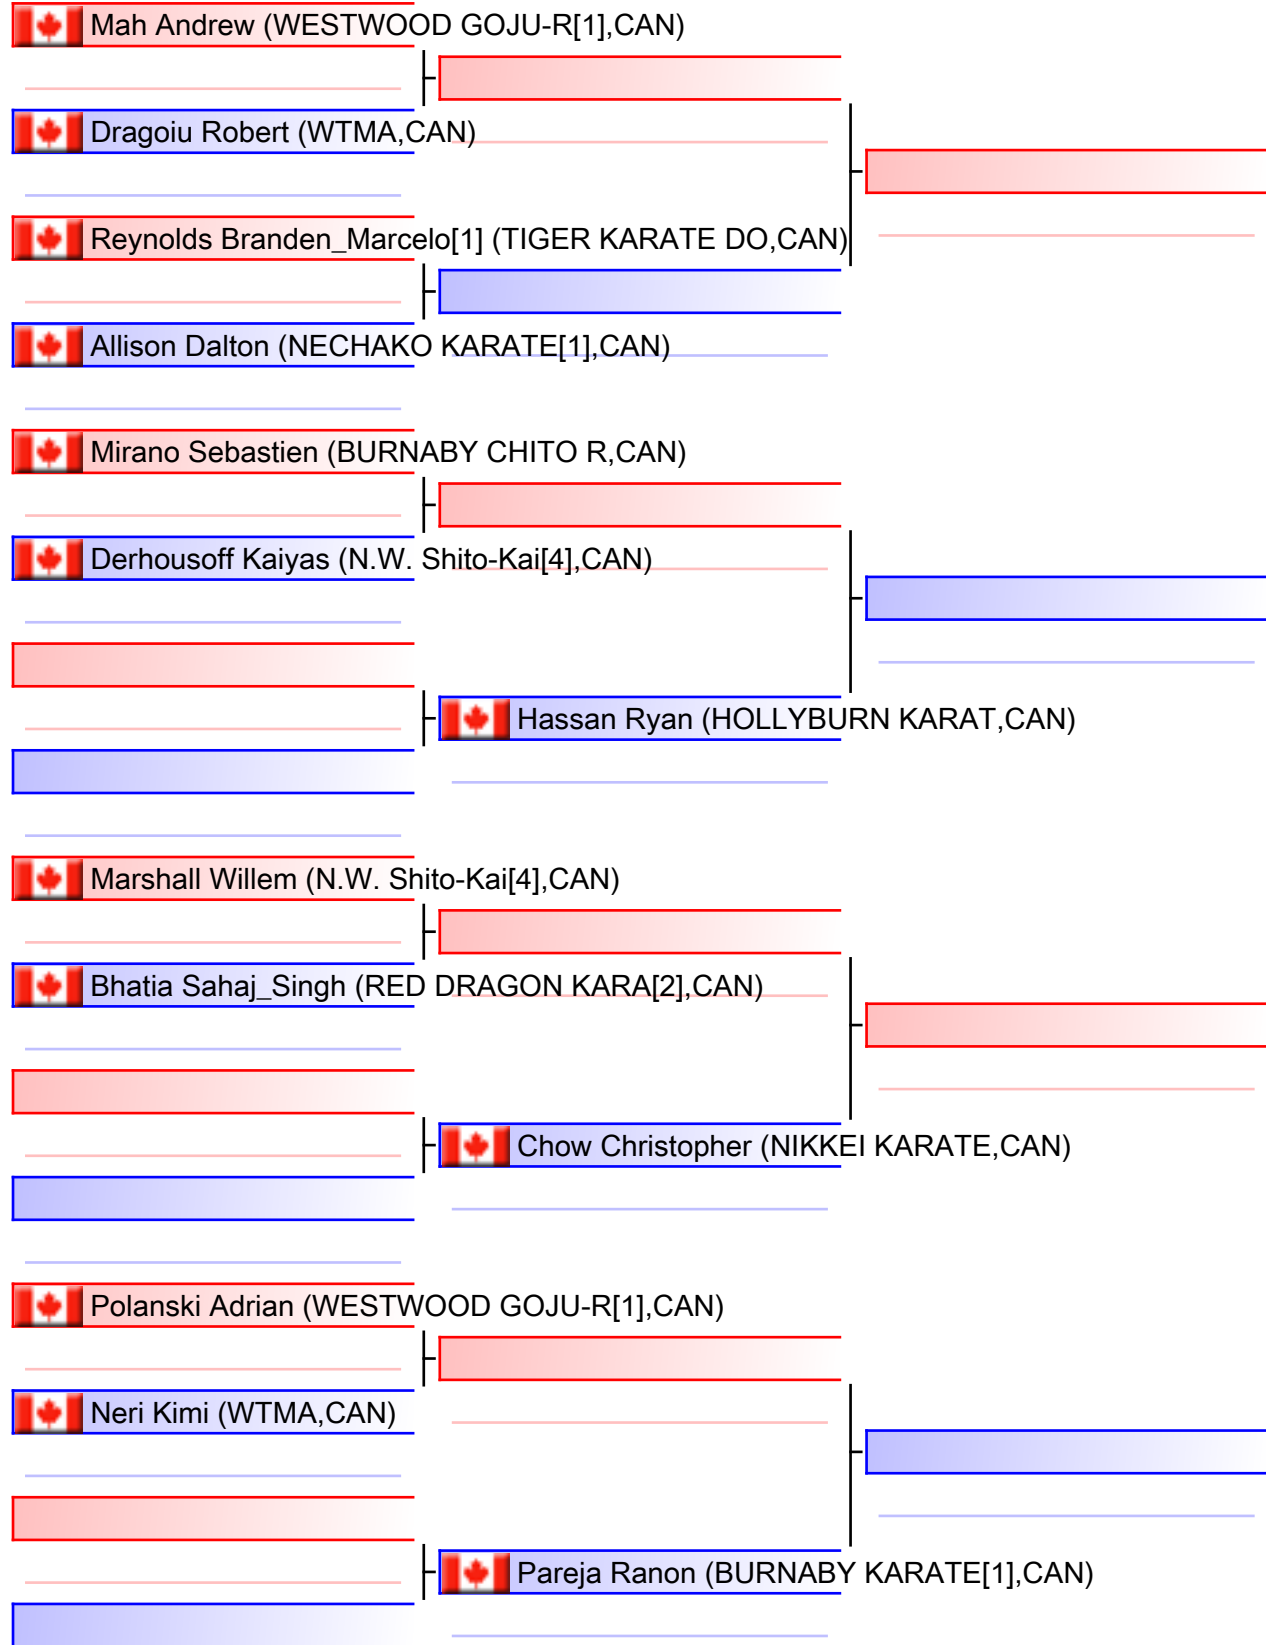 Mah Andrew (WESTWOOD GOJU-R[1],CAN)
Dragoiu Robert (WTMA,CAN)
Reynolds Branden_Marcelo[1] (TIGER KARATE DO,CAN)
Allison Dalton (NECHAKO KARATE[1],CAN)
Mirano Sebastien (BURNABY CHITO R,CAN)
Derhousoff Kaiyas (N.W. Shito-Kai[4],CAN)
Hassan Ryan (HOLLYBURN KARAT,CAN)
Marshall Willem (N.W. Shito-Kai[4],CAN)
Bhatia Sahaj_Singh (RED DRAGON KARA[2],CAN)
Chow Christopher (NIKKEI KARATE,CAN)
Polanski Adrian (WESTWOOD GOJU-R[1],CAN)
Neri Kimi (WTMA,CAN)
Pareja Ranon (BURNABY KARATE[1],CAN)